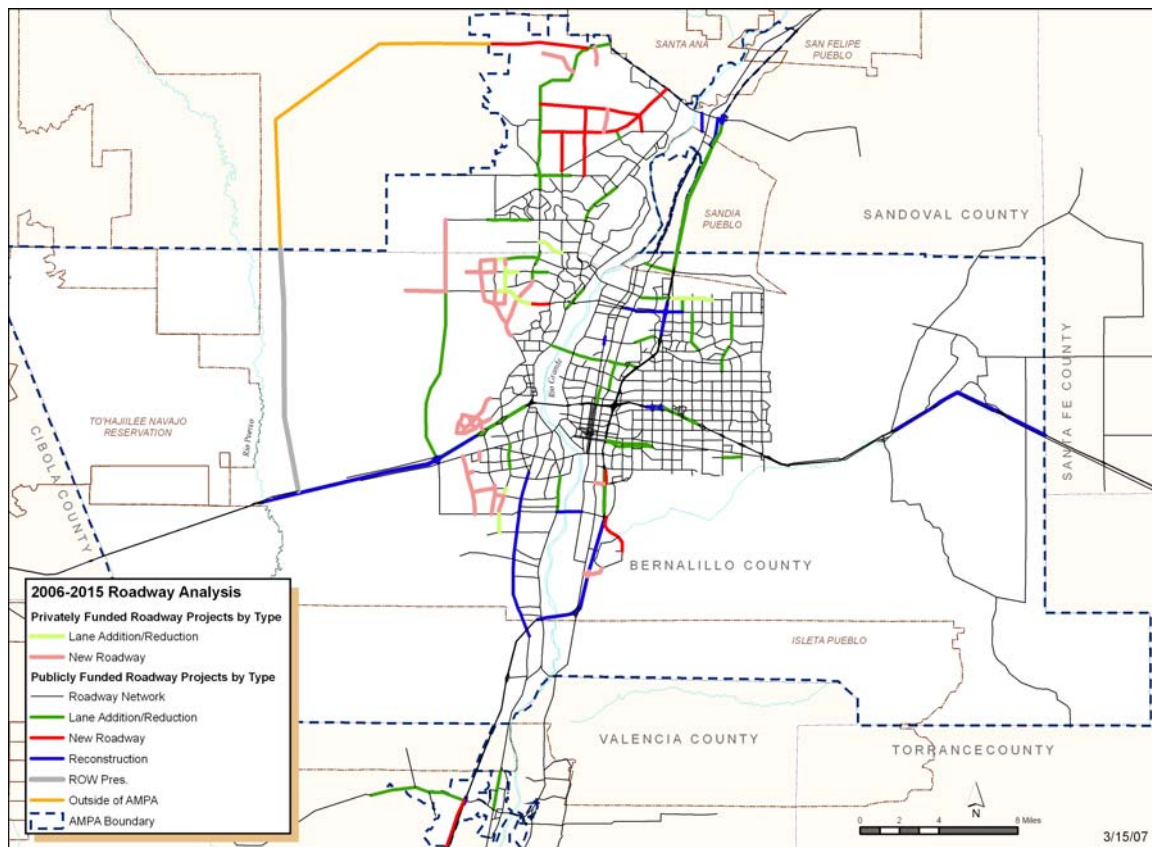 SANTA ANA
SAN FELIPE
PUEBLO
SANDIA
PUEBLO
SANDOVAL COUNTY
SANTA FE COUNTY
Rio Grande
TO'HAJIILEE NAVAJO
RESERVATION
Rio Puerco
CIBOLA COUNTY
BERNALILLO COUNTY
ISLETA PUEBLO
VALENCIA COUNTY
TORRANCECOUNTY
2006-2015 Roadway Analysis
Privately Funded Roadway Projects by Type
Lane Addition/Reduction
New Roadway
Publicly Funded Roadway Projects by Type
Roadway Network
Lane Addition/Reduction
New Roadway
Reconstruction
ROW Pres.
Outside of AMPA
AMPA Boundary
N
0 2 4 8 Miles
3/15/07